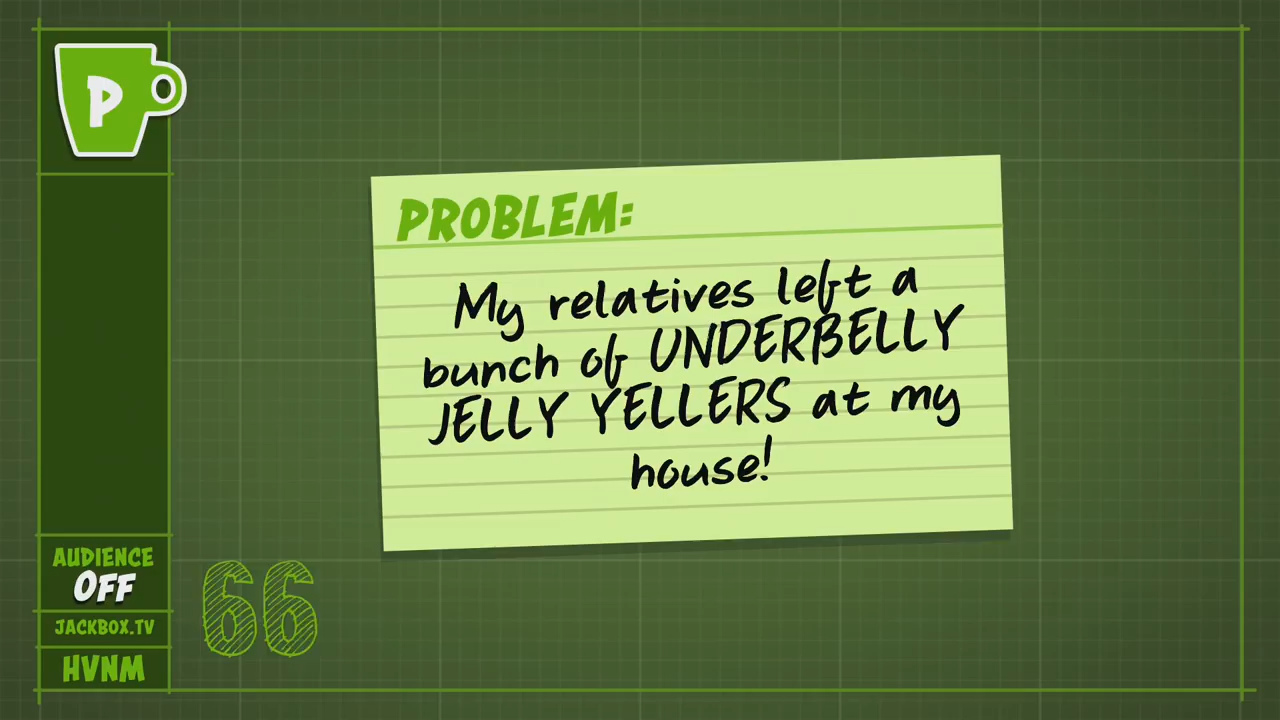 P
PROBLEM:
My relatives left a
bunch of UNDERBELLY
JELLY YELLERS at my
house!
AUDIENCE
OFF
JACKBOX.TV
HVNM
66